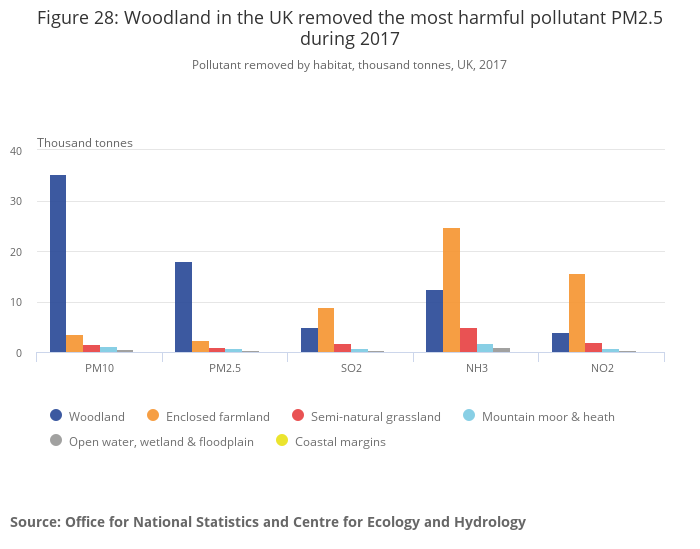 Figure 28: Woodland in the UK removed the most harmful pollutant PM2.5
during 2017
Pollutant removed by habitat, thousand tonnes, UK, 2017
Thousand tonnes
40
30
20
10
0
PM10 PM2.5 SO2 NH3 NO2
Woodland Enclosed farmland Semi-natural grassland Mountain moor & heath
Open water, wetland & floodplain Coastal margins
Source: Office for National Statistics and Centre for Ecology and Hydrology